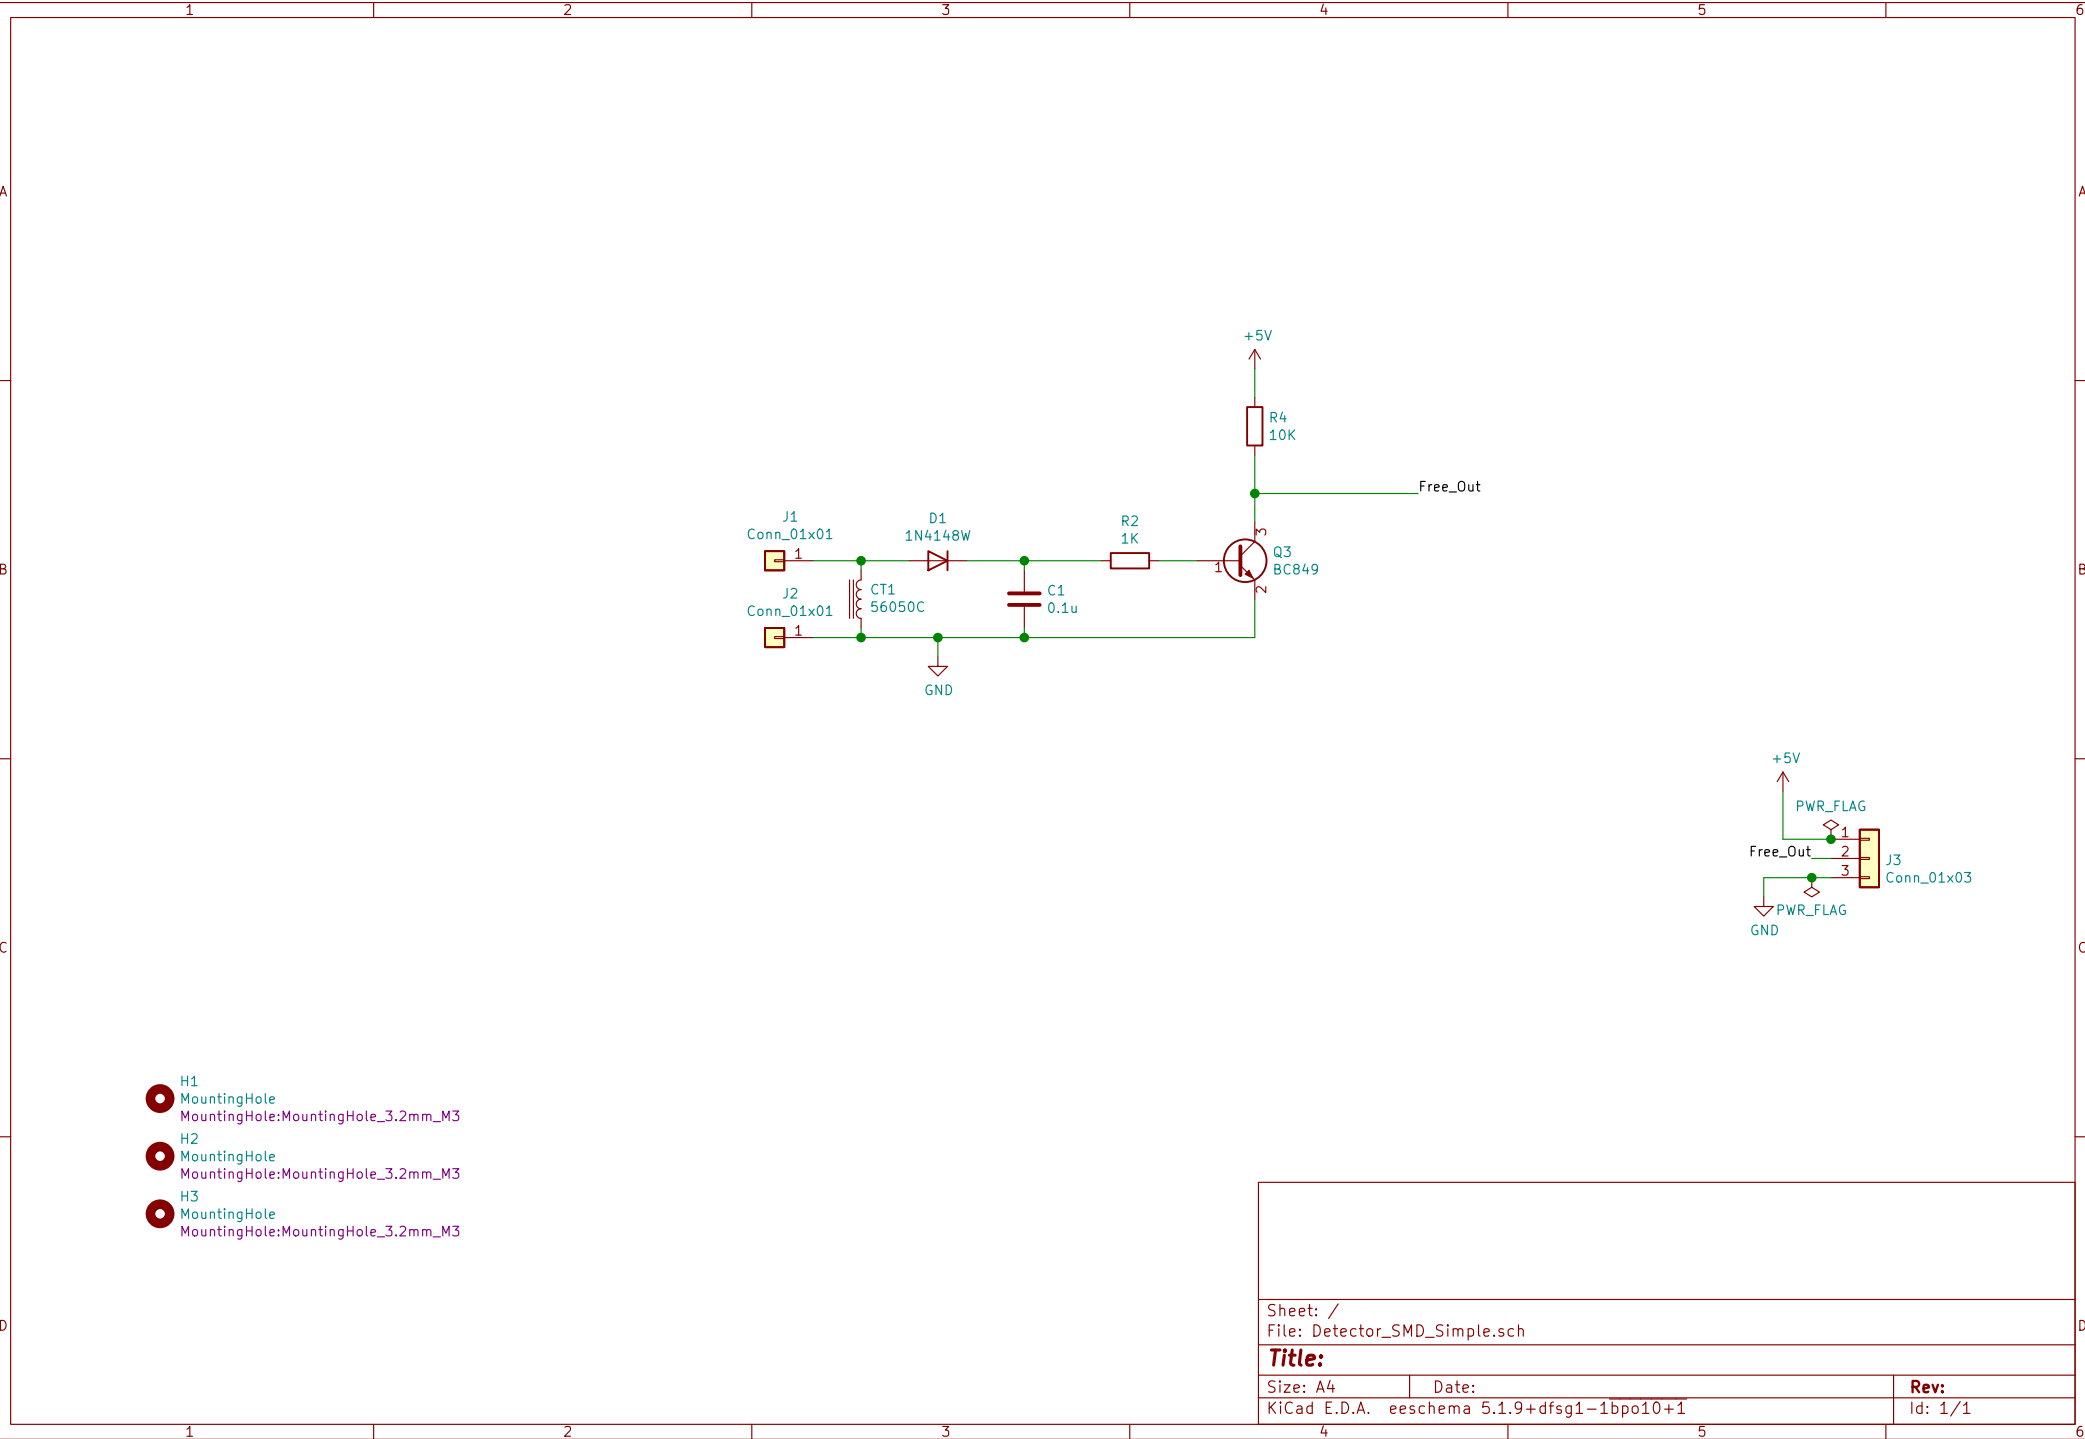 1 2 3 4 5 6
A A
+5V
R4
10K
Free_Out
J1
Conn_01x01
1
D1
1N4148W
R2
1K
3
Q3
BC849
1
2
B B
J2
Conn_01x01
1
CT1
56050C
C1
0.1u
GND
+5V
PWR_FLAG
1
Free_Out
2
3
J3
Conn_01x03
PWR_FLAG
GND
C C
H1
MountingHole
MountingHole:MountingHole_3.2mm_M3
H2
MountingHole
MountingHole:MountingHole_3.2mm_M3
H3
MountingHole
MountingHole:MountingHole_3.2mm_M3
Sheet: /
File: Detector_SMD_Simple.sch
D D
Title:
Size: A4 Date: Rev:
KiCad E.D.A. eeschema 5.1.9+dfsg1-1bpo10+1 Id: 1/1
1 2 3 4 5 6